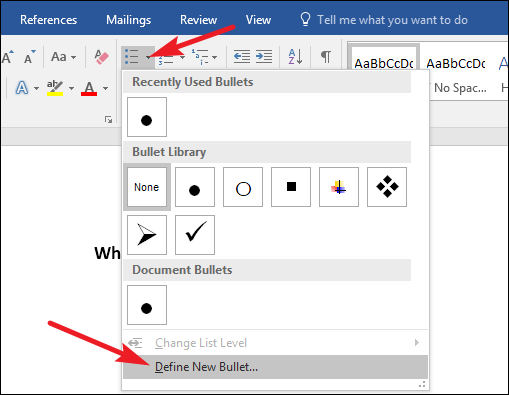 References Mailings Review View Tell me what you want to do
A A Aa AaBbCcDc AaBbCcDc
A aby A No Spac...
Recently Used Bullets
Bullet Library
None
Wh
Document Bullets
Change List Level
Define New Bullet...